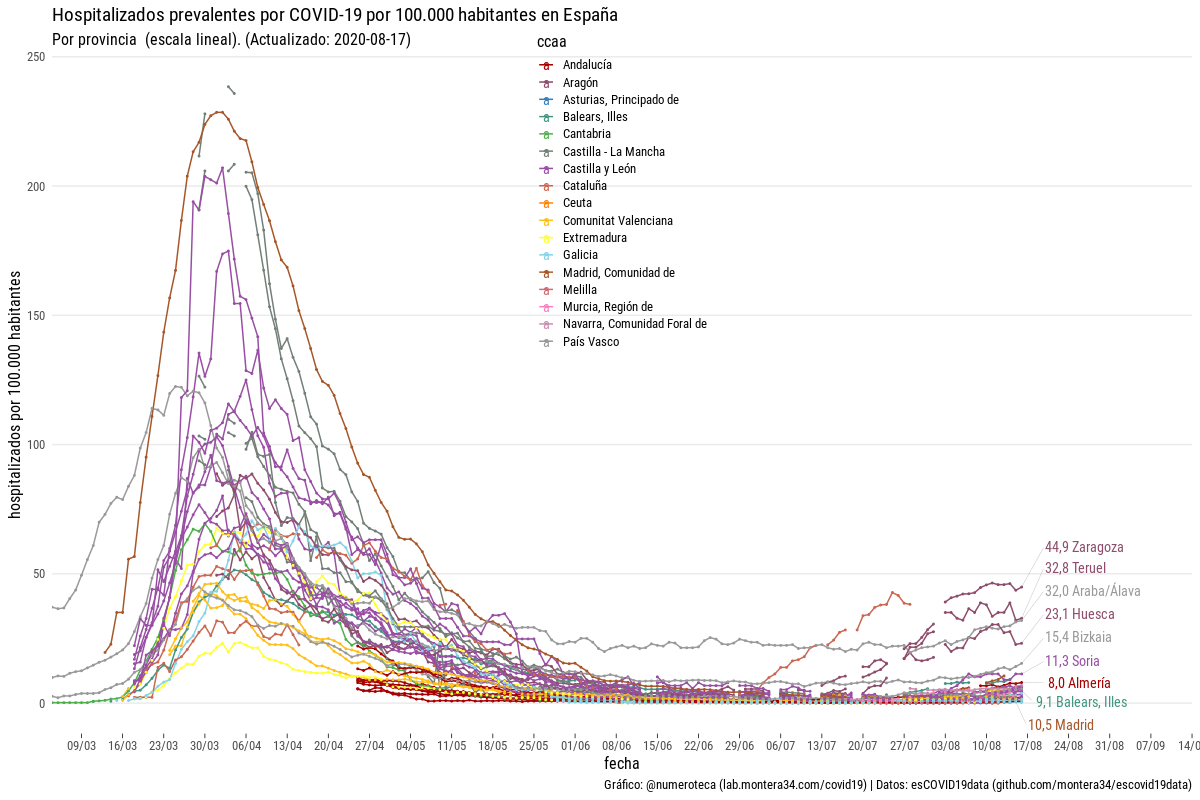 Hospitalizados prevalentes por COVID-19 por 100.000 habitantes en España
Por provincia (escala lineal). (Actualizado: 2020-08-17)
ccaa
Andalucía
Aragón
Asturias, Principado de
Balears, Illes
Cantabria
Castilla - La Mancha
Castilla y León
Cataluña
Ceuta
Comunitat Valenciana
Extremadura
Galicia
Madrid, Comunidad de
Melilla
Murcia, Región de
Navarra, Comunidad Foral de
País Vasco
hospitalizados por 100.000 habitantes
250
200
150
100
50
0
44,9 Zaragoza
32,8 Teruel
32,0 Araba/Álava
23,1 Huesca
15,4 Bizkaia
11,3 Soria
8,0 Almería
9,1 Balears, Illes
10,5 Madrid
09/03 16/03 23/03 30/03 06/04 13/04 20/04 27/04 04/05 11/05 18/05 25/05 01/06 08/06 15/06 22/06 29/06 06/07 13/07 20/07 27/07 03/08 10/08 17/08 24/08 31/08 07/09 14/0
fecha
Gráfico: @numeroteca (lab.montera34.com/covid19) | Datos: esCOVID19data (github.com/montera34/escovid19data)